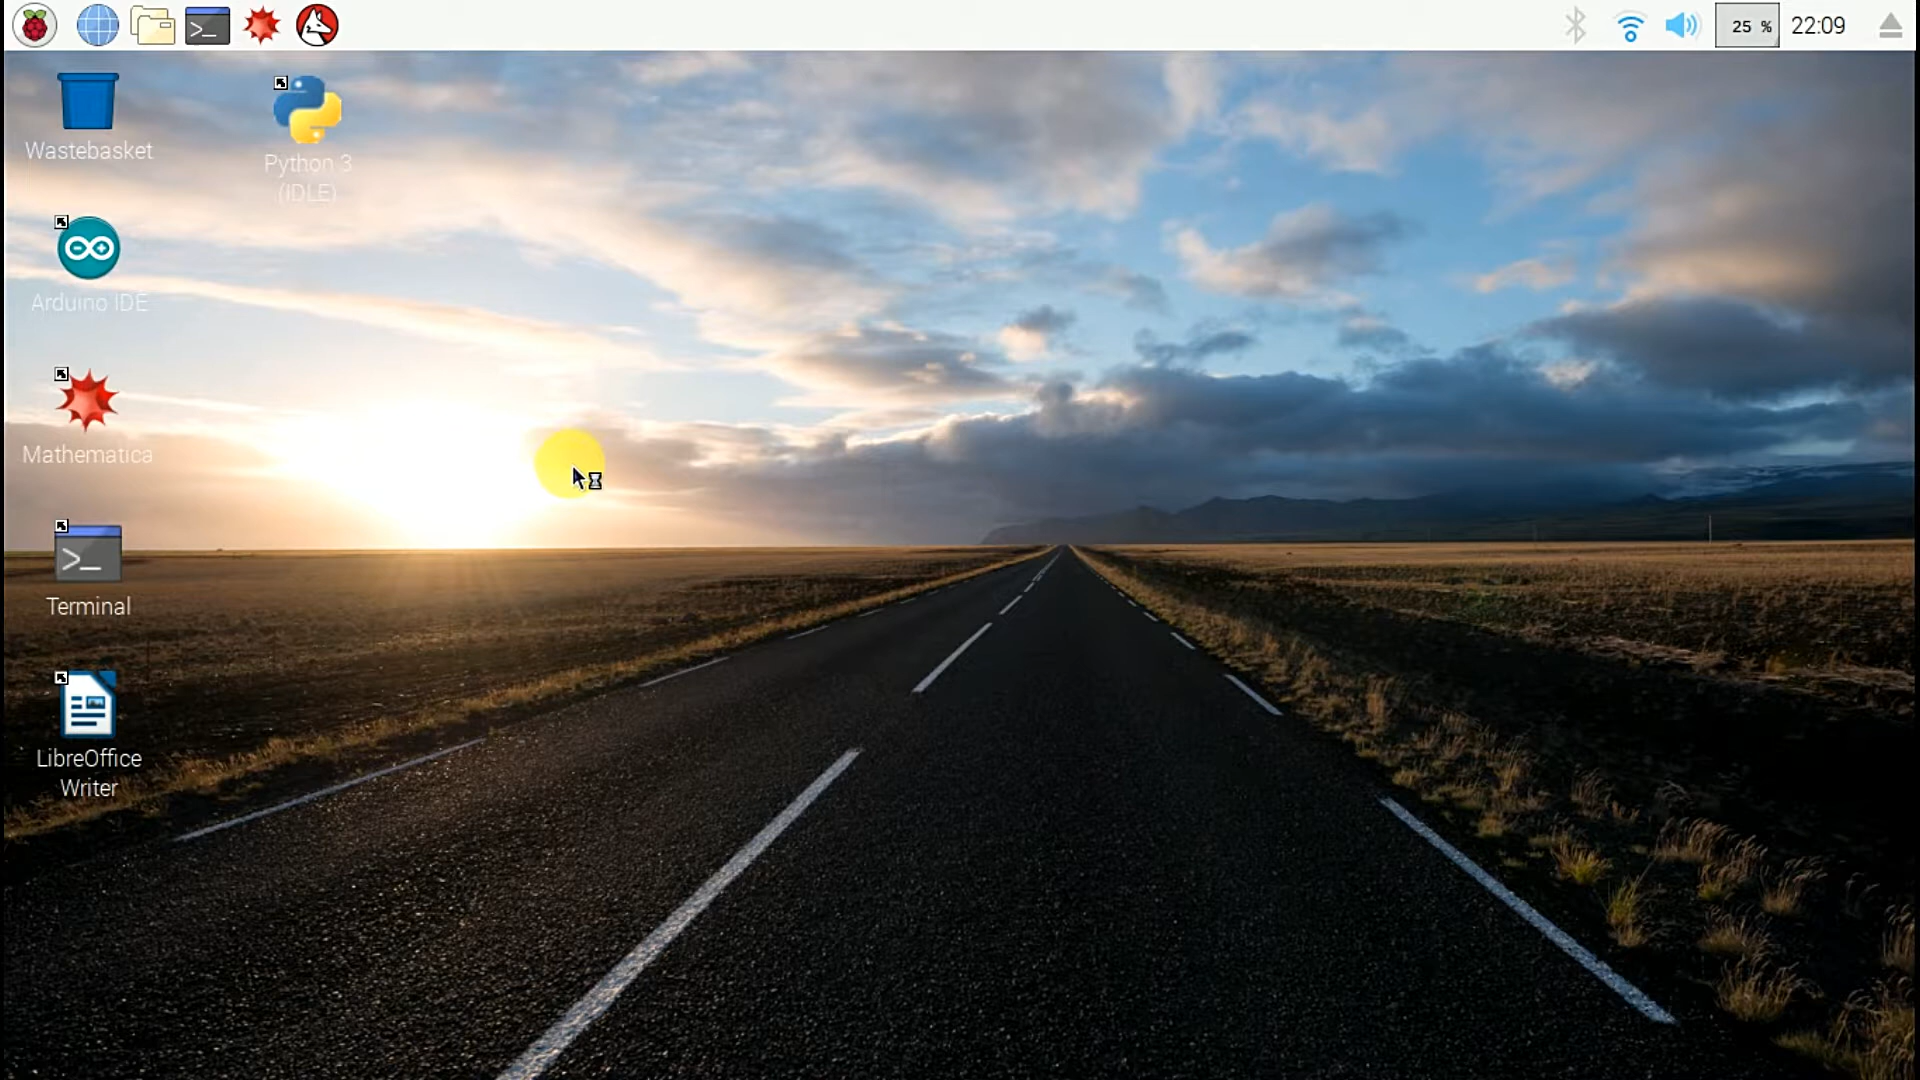 25 %
22:09
Wastebasket
Python 3
(IDLE)
Arduino IDE
Mathematica
Terminal
LibreOffice
Writer